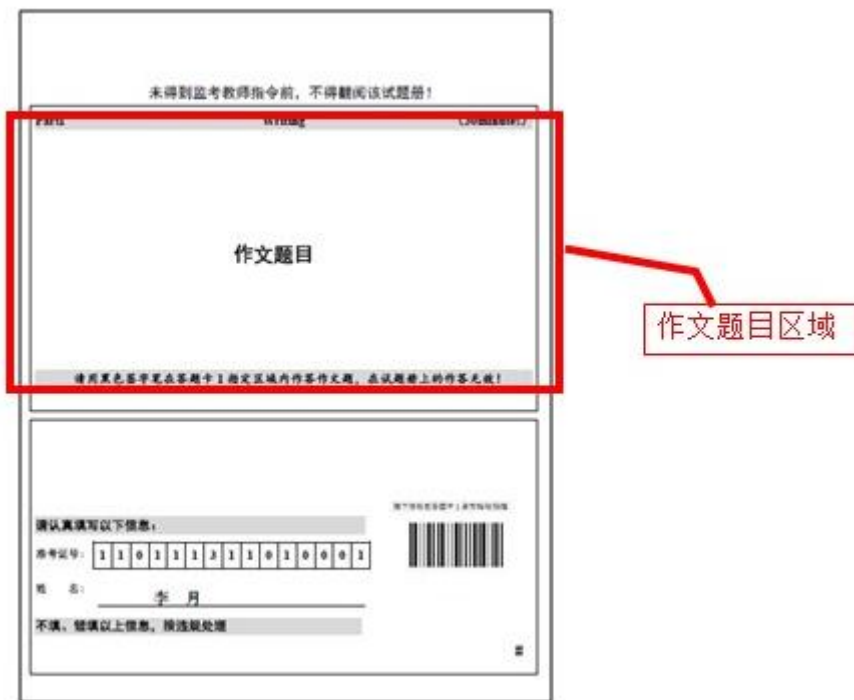 未得到监考教师指令前，不得翻阅该试题册！
Part I Writing (30 minutes)
作文题目
作文题目区域
请用黑色签字笔在答题卡1指定区域内作答作文题，在试题册上的作答无效！
请认真填写以下信息：
准考证号： 1 1 0 1 1 1 3 1 1 0 1 0 0 0 1
姓 名： 李 月
不填、错填以上信息，按违规处理